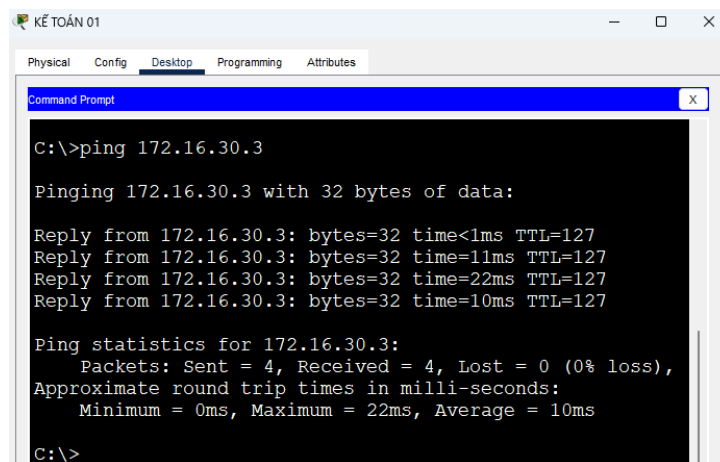 KẾ TOÁN 01
Physical Config Desktop Programming Attributes
Command Prompt
X
C:\>ping 172.16.30.3
Pinging 172.16.30.3 with 32 bytes of data:
Reply from 172.16.30.3: bytes=32 time<1ms TTL=127
Reply from 172.16.30.3: bytes=32 time=11ms TTL=127
Reply from 172.16.30.3: bytes=32 time=22ms TTL=127
Reply from 172.16.30.3: bytes=32 time=10ms TTL=127
Ping statistics for 172.16.30.3:
Packets: Sent = 4, Received = 4, Lost = 0 (0% loss),
Approximate round trip times in milli-seconds:
Minimum = 0ms, Maximum = 22ms, Average = 10ms
C:\>